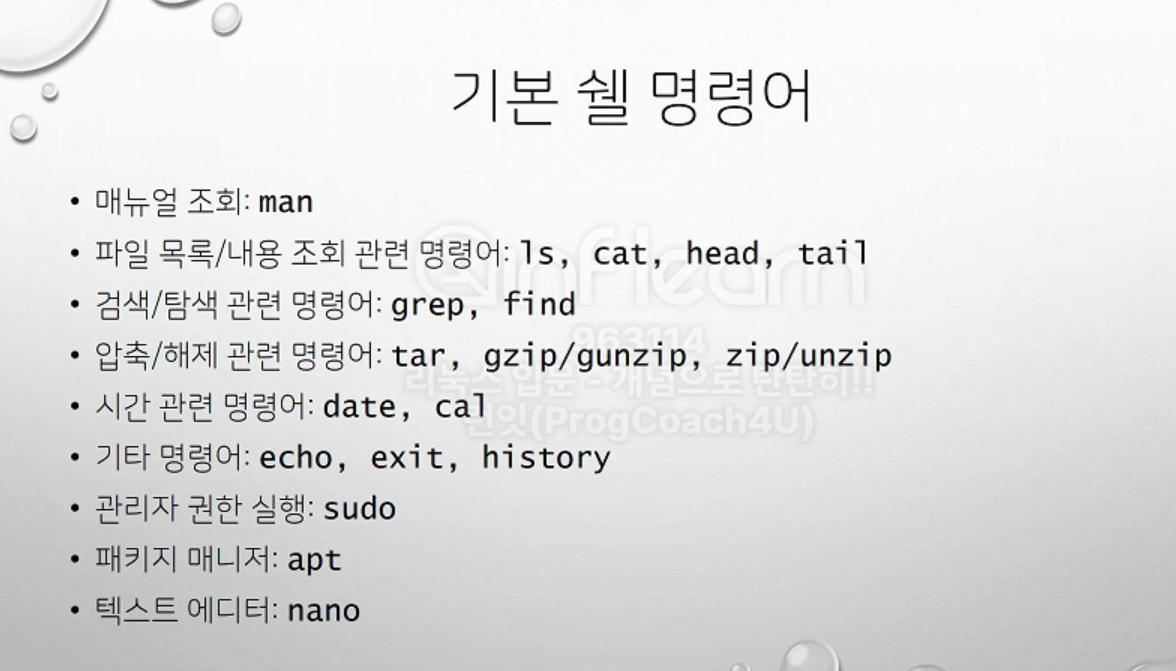 기본 쉘 명령어
• 매뉴얼 조회: man
• 파일 목록/내용 조회 관련 명령어: ls, cat, head, tail
• 검색/탐색 관련 명령어: grep, find
• 압축/해제 관련 명령어: tar, gzip/gunzip, zip/unzip
• 시간 관련 명령어: date, cal
• 기타 명령어: echo, exit, history
• 관리자 권한 실행: sudo
• 패키지 매니저: apt
• 텍스트 에디터: nano
inflearn
963114
리눅스 입문 - 개념으로 탄탄히!!
(ProgCoach4U)